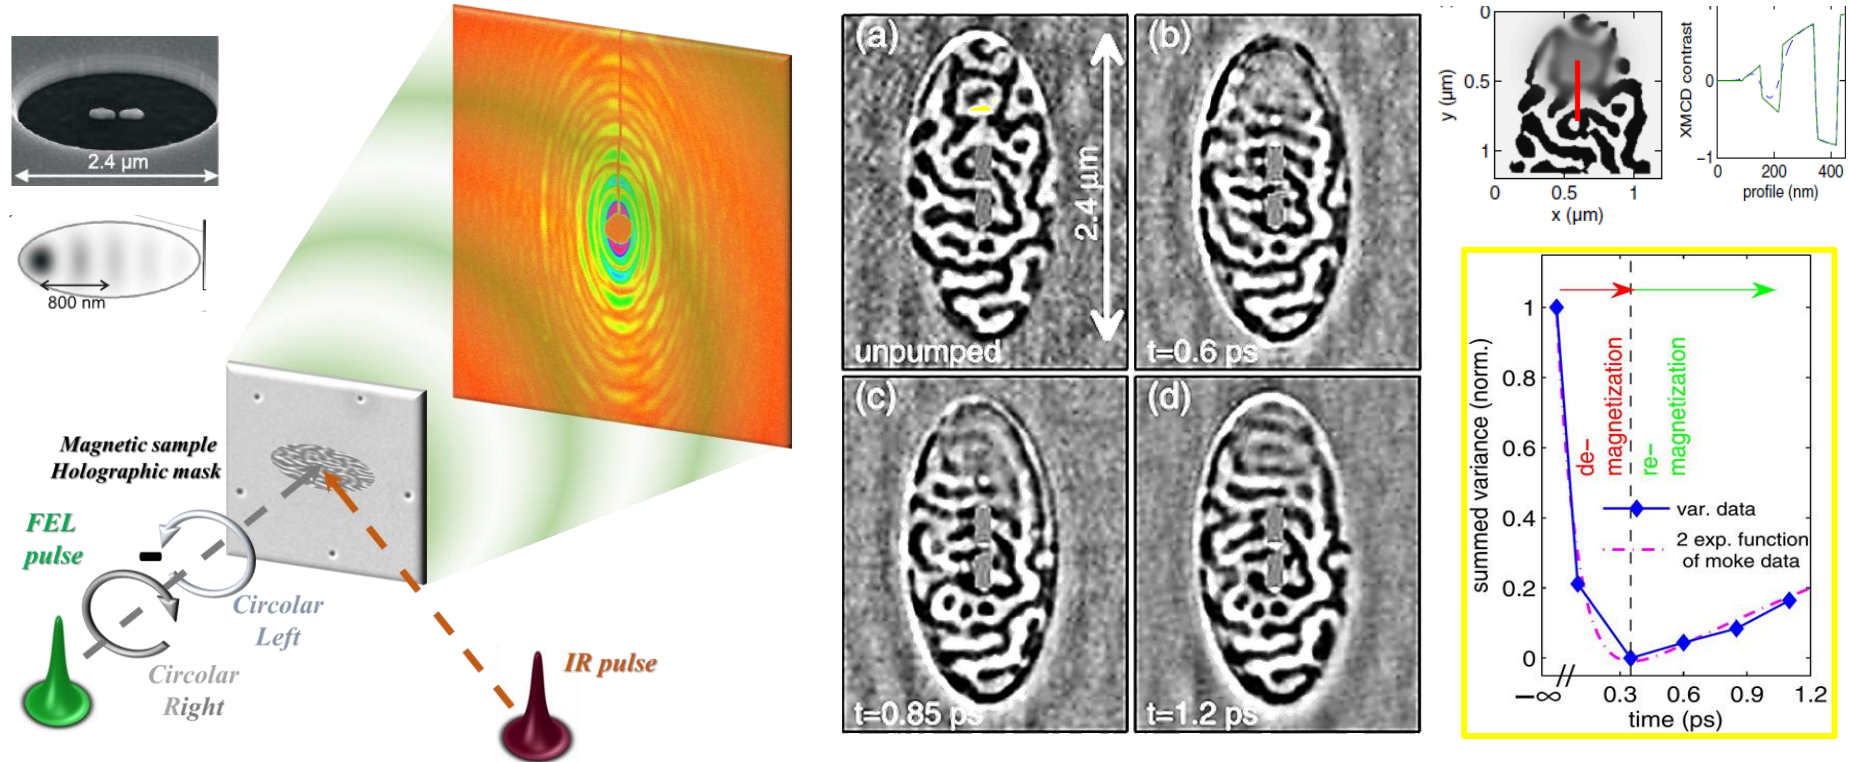 2.4 µm
800 nm
Magnetic sample
Holographic mask
FEL
pulse
Circolar
Left
Circolar
Right
IR pulse
(a)
2.4 µm
unpumped
(b)
t=0.6 ps
(c)
t=0.85 ps
(d)
t=1.2 ps
0
0.5
1
y (µm)
0
0.5
1
x (µm)
XMCD contrast
0
−1
0
200
400
profile (nm)
summed variance (norm.)
1
0.8
0.6
0.4
0.2
0
de−
magnetization
re−
magnetization
var. data
2 exp. function
of moke data
−∞
0.3
0.6
0.9
1.2
time (ps)